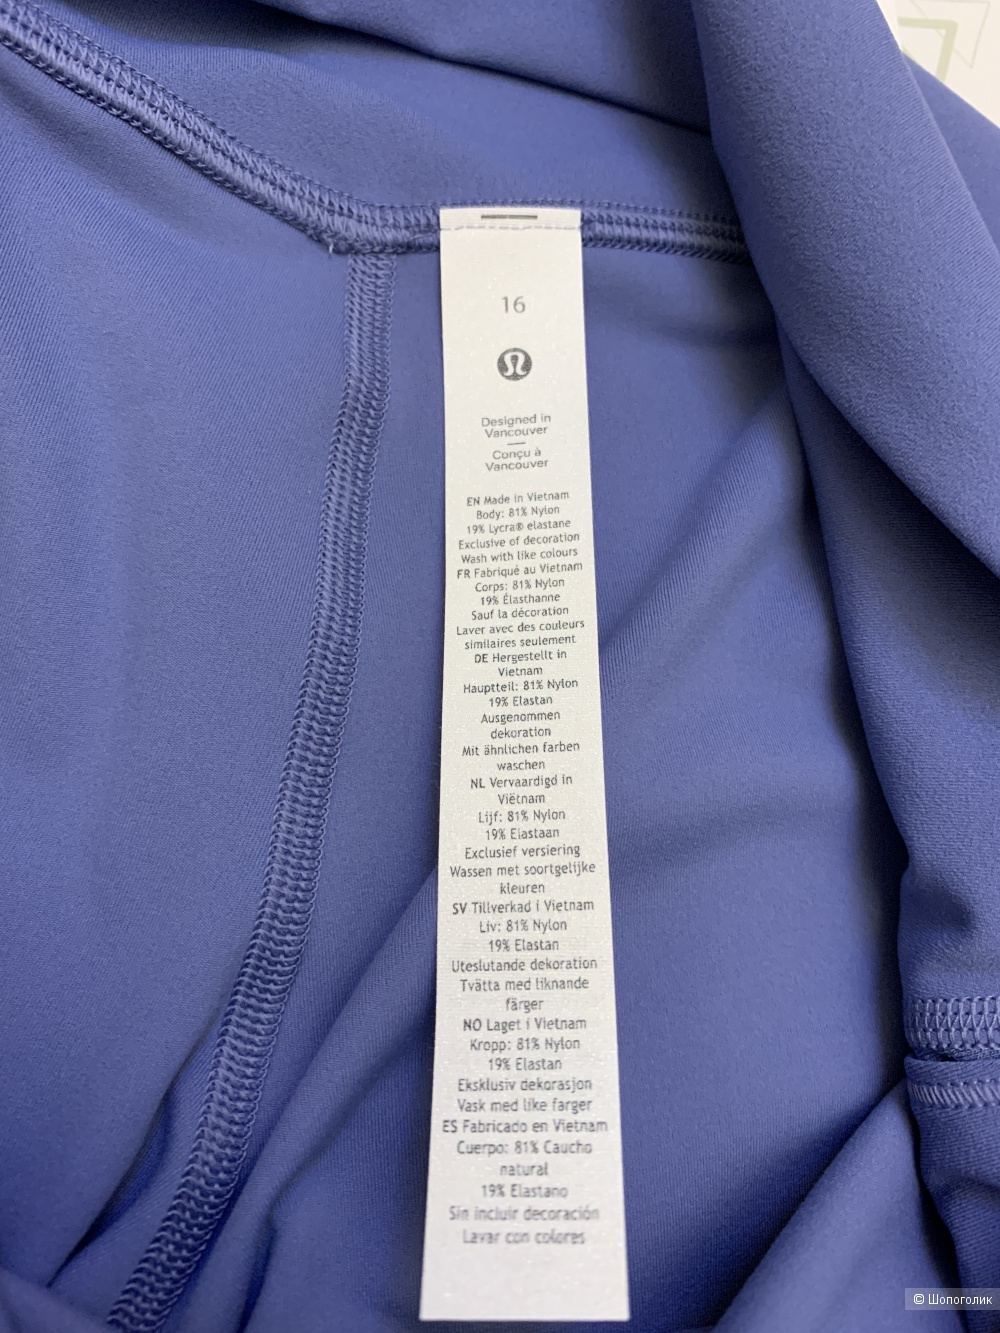 16
Designed in
Vancouver
Conçu à
Vancouver
EN Made in Vietnam
Body: 81% Nylon
19% Lycra® elastane
Exclusive of decoration
Wash with like colours
FR Fabriqué au Vietnam
Corps: 81% Nylon
19% Élasthanne
Sauf la décoration
Laver avec des couleurs
similaires seulement
DE Hergestellt in
Vietnam
Hauptteil: 81% Nylon
19% Elastan
Ausgenommen
dekoration
Mit ähnlichen farben
waschen
NL Vervaardigd in
Viëtnam
Lijf: 81% Nylon
19% Elastaan
Exclusief versiering
Wassen met soortgelijke
kleuren
SV Tillverkad i Vietnam
Liv: 81% Nylon
19% Elastan
Uteslutande dekoration
Tvätta med liknande
färger
NO Laget i Vietnam
Kropp: 81% Nylon
19% Elastan
Eksklusiv dekorasjon
Vask med like farger
ES Fabricado en Vietnam
Cuerpo: 81% Caucho
natural
19% Elastano
Sin incluir decoración
Lavar con colores
© Шопоголик